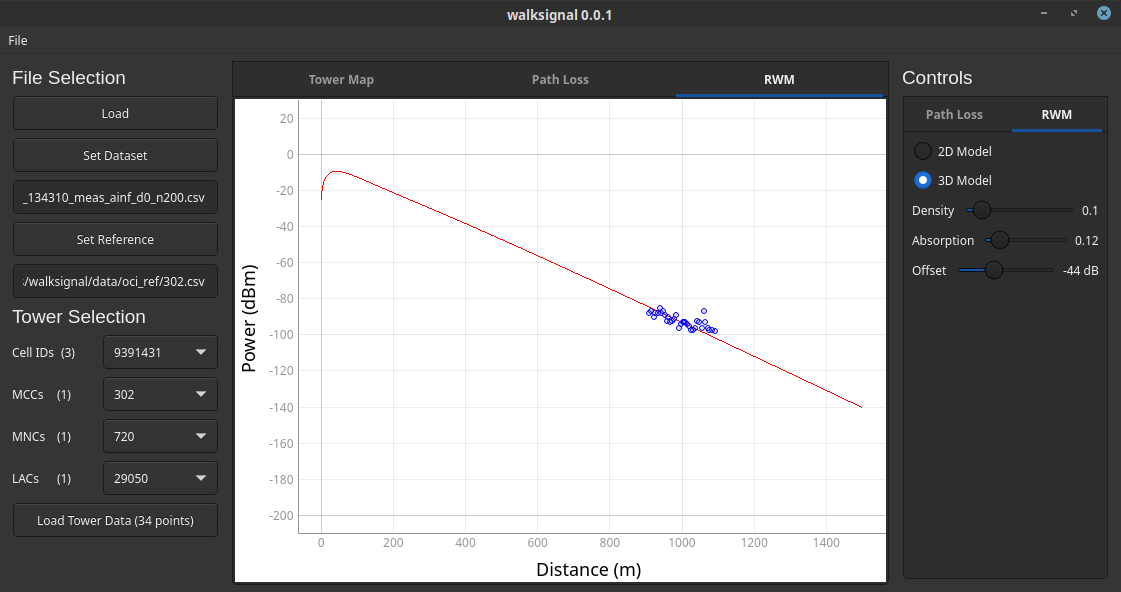 walksignal 0.0.1
File
File Selection
Load
Set Dataset
_134310_meas_ainf_d0_n200.csv
Set Reference
/walksignal/data/oci_ref/302.csv
Tower Selection
Cell IDs (3) 9391431
MCCs (1) 302
MNCs (1) 720
LACs (1) 29050
Load Tower Data (34 points)
Tower Map Path Loss RWM
20
0
-20
-40
-60
-80
-100
-120
-140
-160
-180
-200
Power (dBm)
0 200 400 600 800 1000 1200 1400
Distance (m)
Controls
Path Loss RWM
2D Model
3D Model
Density 0.1
Absorption 0.12
Offset -44 dB